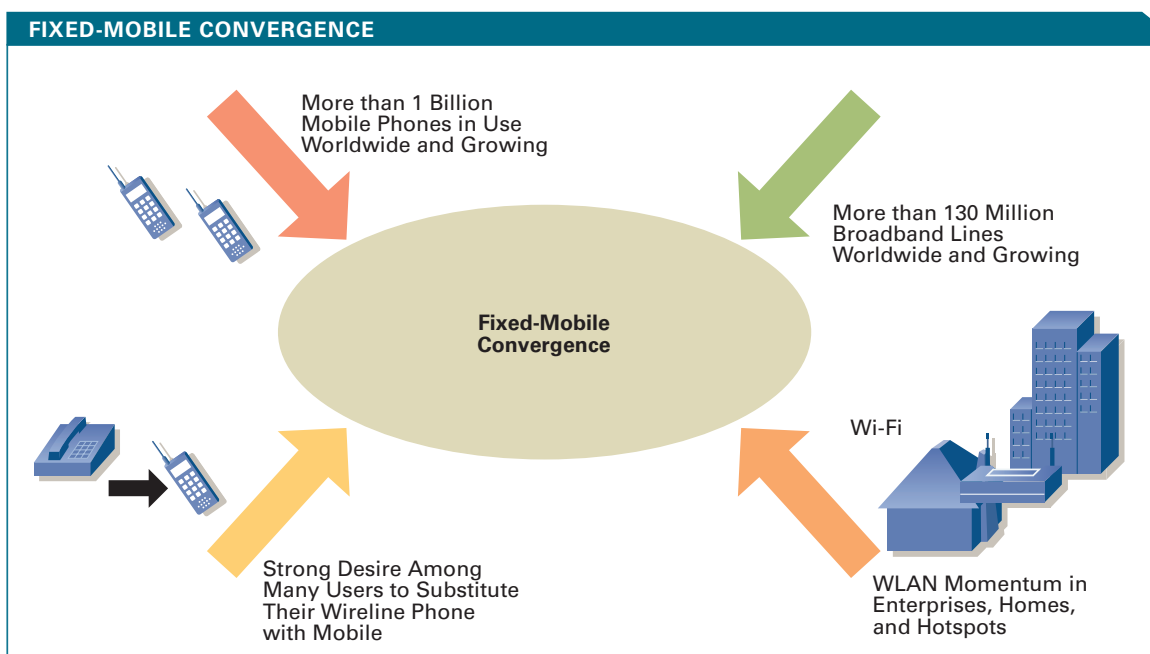 FIXED-MOBILE CONVERGENCE
More than 1 Billion
Mobile Phones in Use
Worldwide and Growing
More than 130 Million
Broadband Lines
Worldwide and Growing
Fixed-Mobile
Convergence
Wi-Fi
Strong Desire Among
Many Users to Substitute
Their Wireline Phone
with Mobile
WLAN Momentum in
Enterprises, Homes,
and Hotspots